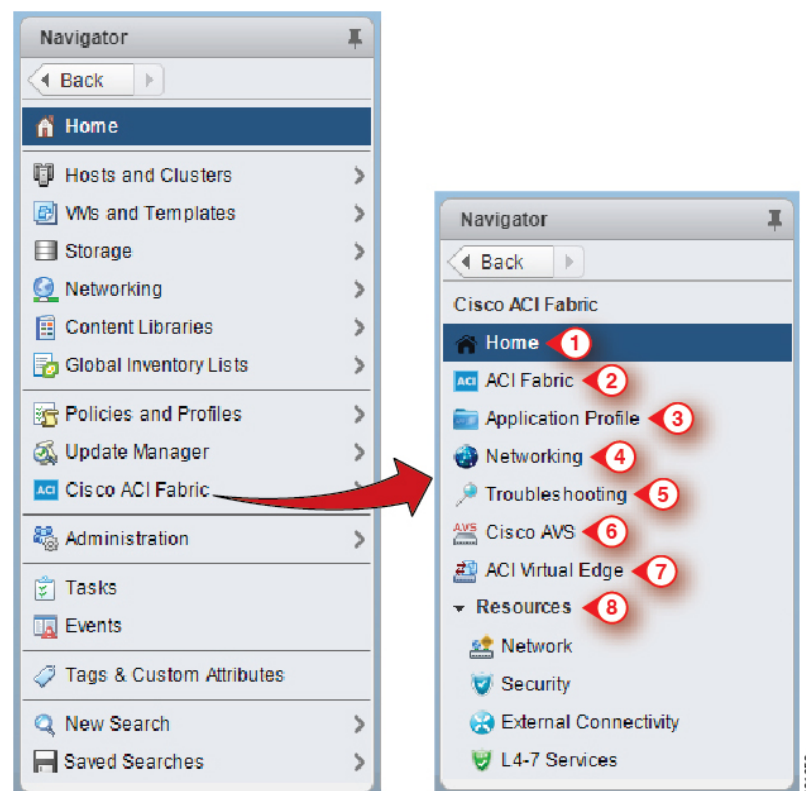 Navigator
Back
Home
Hosts and Clusters
VMs and Templates
Storage
Networking
Content Libraries
Global Inventory Lists
Policies and Profiles
Update Manager
ACI Cisco ACI Fabric
Administration
Tasks
Events
Tags & Custom Attributes
New Search
Saved Searches
Navigator
Back
Cisco ACI Fabric
Home 1
ACI ACI Fabric 2
Application Profile 3
Networking 4
Troubleshooting 5
AVS Cisco AVS 6
ACI Virtual Edge 7
Resources 8
Network
Security
External Connectivity
L4-7 Services